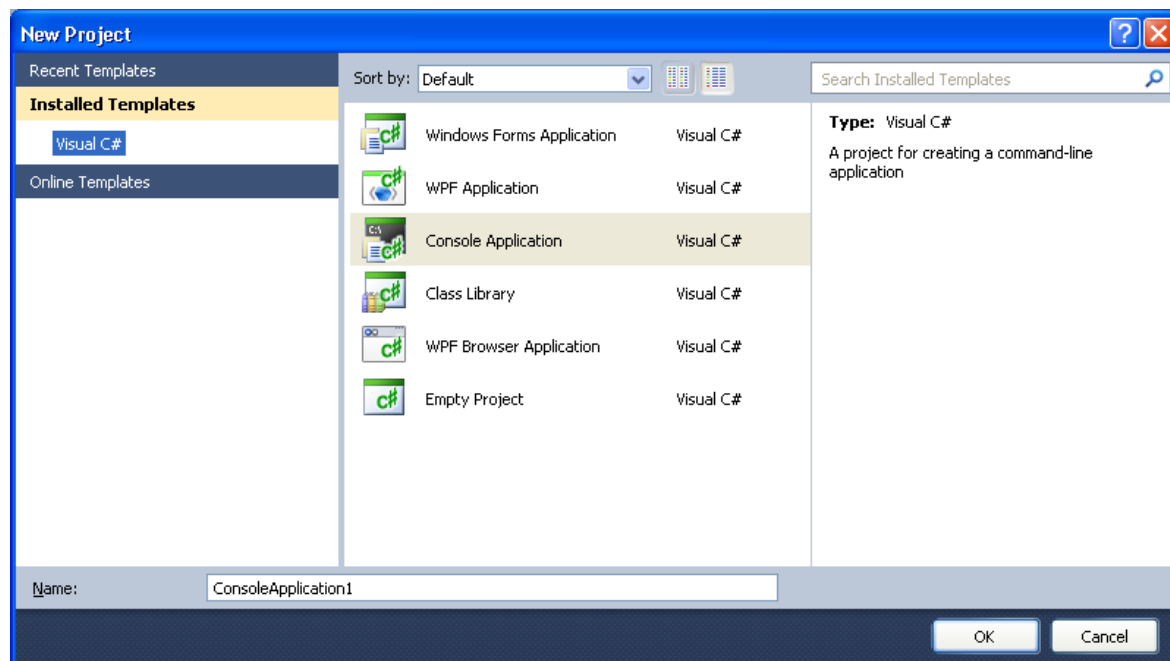 New Project
Recent Templates
Installed Templates
Visual C#
Online Templates
Sort by: Default
Search Installed Templates
Windows Forms Application Visual C#
WPF Application Visual C#
Console Application Visual C#
Class Library Visual C#
WPF Browser Application Visual C#
Empty Project Visual C#
Type: Visual C#
A project for creating a command-line
application
Name: ConsoleApplication1
OK Cancel